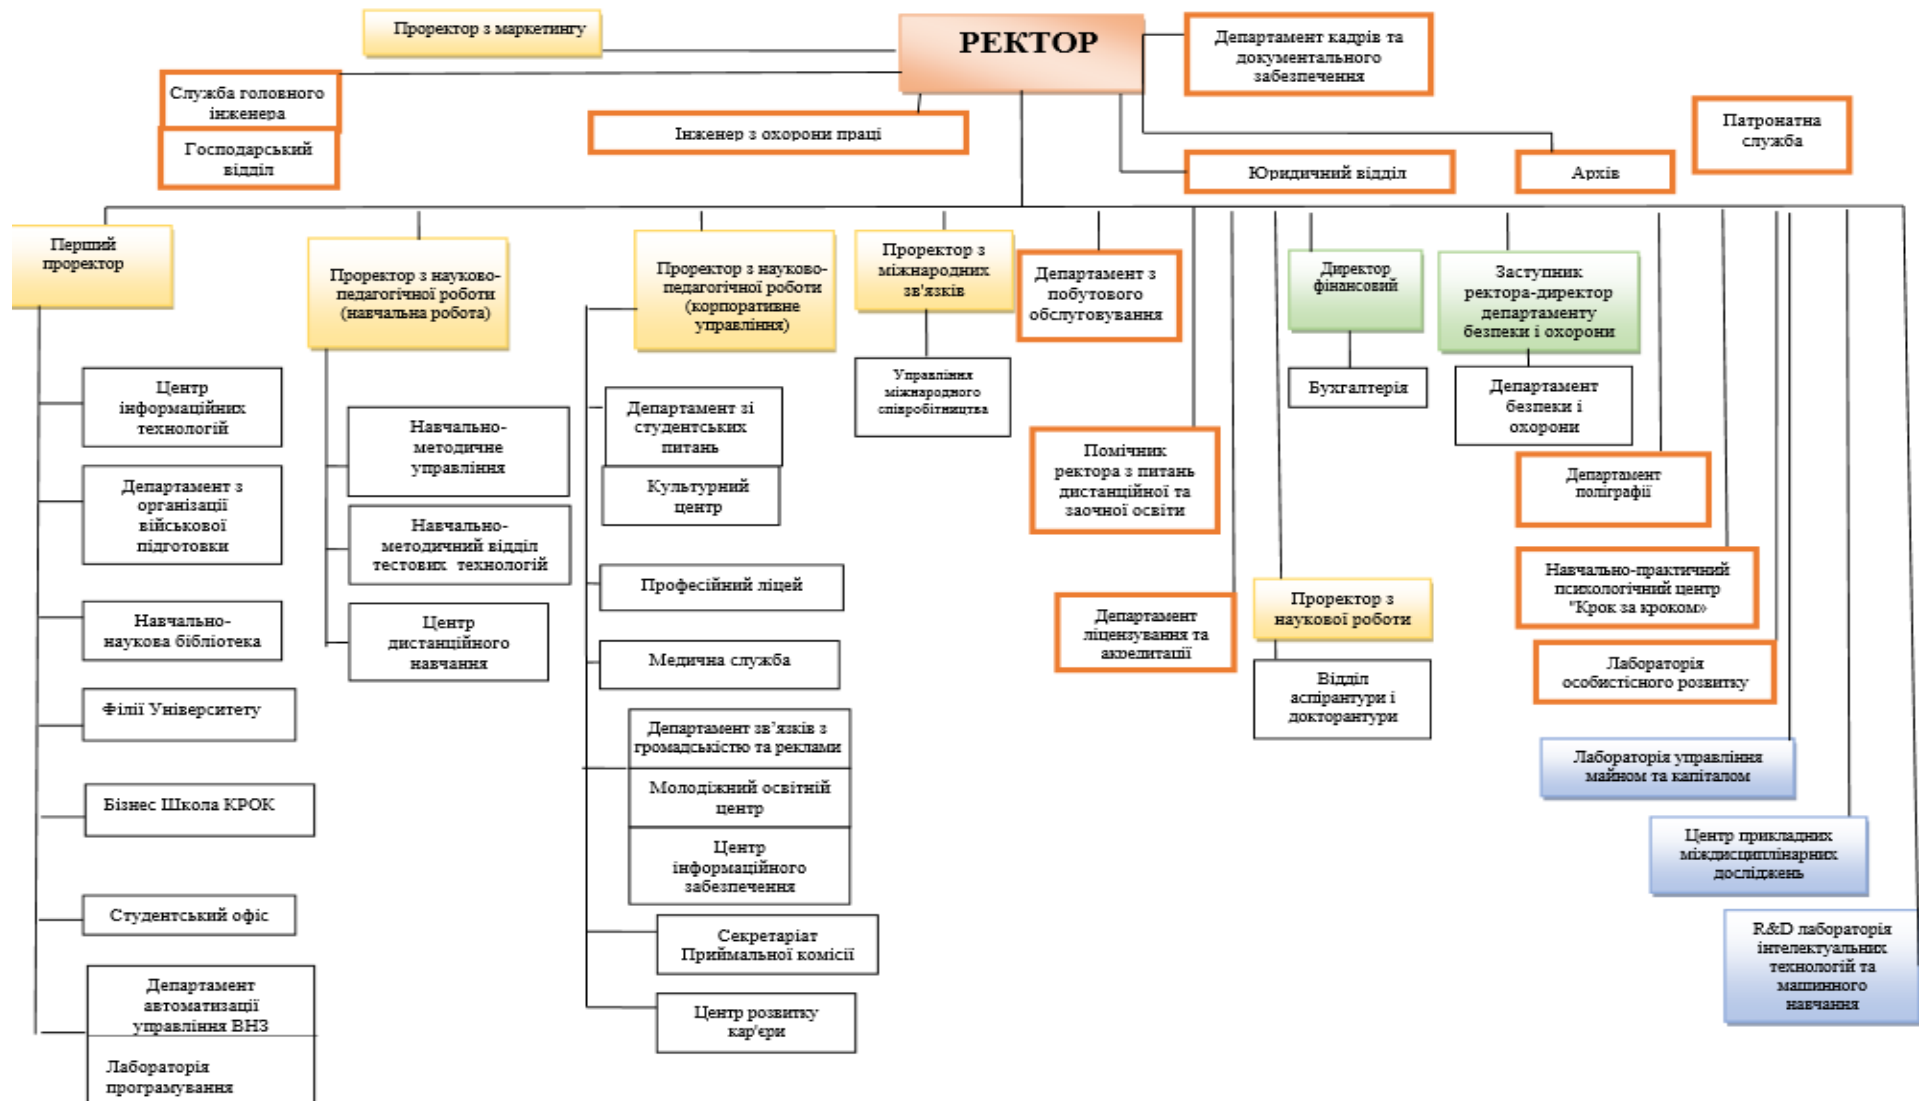 Проректор з маркетингу
РЕКТОР
Департамент кадрів та
документального
забезпечення
Служба головного
інженера
Господарський
відділ
Інженер з охорони праці
Патронатна
служба
Юридичний відділ
Архів
Перший
проректор
Проректор з науково-
педагогічної роботи
(навчальна робота)
Проректор з науково-
педагогічної роботи
(корпоративне
управління)
Проректор з
міжнародних
зв'язків
Департамент з
побутового
обслуговування
Директор
фінансовий
Заступник
ректора-директор
департаменту
безпеки і охорони
Центр
інформаційних
технологій
Департамент з
організації
військової
підготовки
Навчально-
наукова бібліотека
Філії Університету
Бізнес Школа КРОК
Студентський офіс
Департамент
автоматизації
управління ВНЗ
Лабораторія
програмування
Навчально-
методичне
управління
Навчально-
методичний відділ
тестових технологій
Центр
дистанційного
навчання
Департамент зі
студентських
питань
Культурний
центр
Професійний ліцей
Медична служба
Департамент зв’язків з
громадськістю та реклами
Молодіжний освітній
центр
Центр
інформаційного
забезпечення
Секретаріат
Приймальної комісії
Центр розвитку
кар'єри
Управління
міжнародного
співробітництва
Помічник
ректора з питань
дистанційної та
заочної освіти
Департамент
ліцензування та
акредитації
Проректор з
наукової роботи
Відділ
аспірантури і
докторантури
Бухгалтерія
Департамент
безпеки і
охорони
Департамент
поліграфії
Навчально-практичний
психологічний центр
"Крок за кроком»
Лабораторія
особистісного розвитку
Лабораторія управління
майном та капіталом
Центр прикладних
міждисциплінарних
досліджень
R&D лабораторія
інтелектуальних
технологій та
машинного
навчання